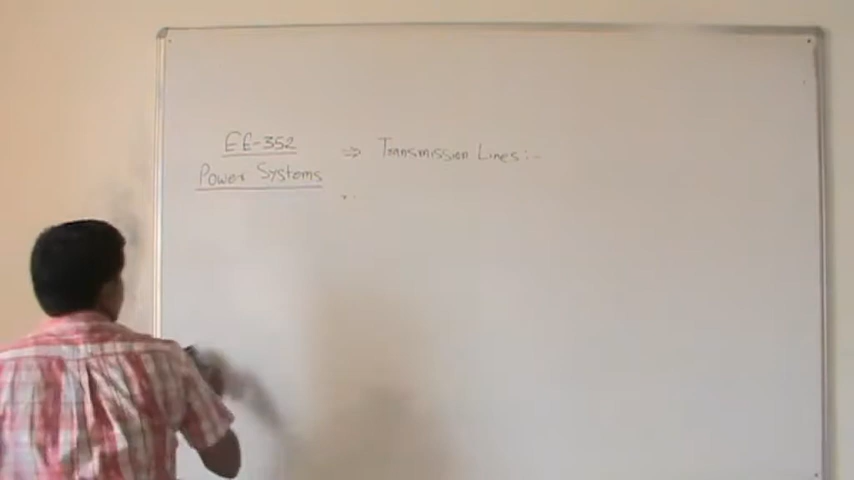 EE-352
Power Systems
⇒ Transmission Lines:-